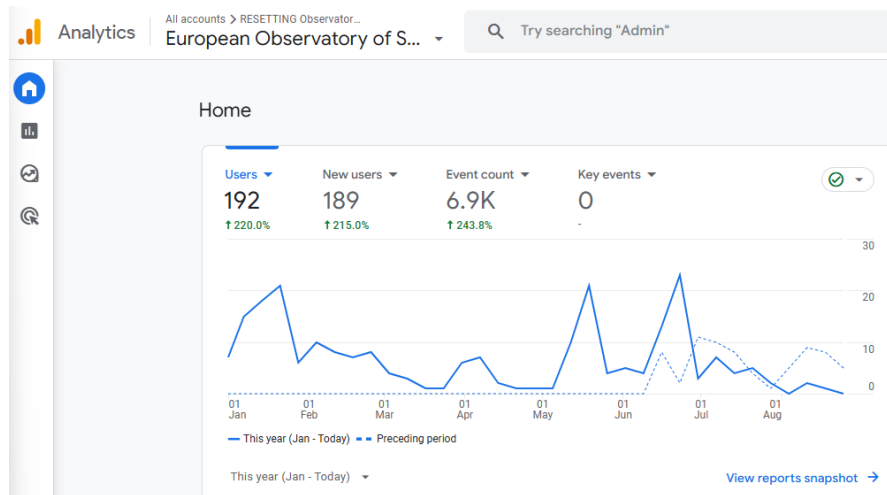 Analytics
All accounts > RESETTING Observator...
European Observatory of S...
Try searching "Admin"
Home
Users New users Event count Key events
192 189 6.9K 0
↑ 220.0% ↑ 215.0% ↑ 243.8% -
30
20
10
0
01 Jan 01 Feb 01 Mar 01 Apr 01 May 01 Jun 01 Jul 01 Aug
This year (Jan - Today) Preceding period
This year (Jan - Today)
View reports snapshot →